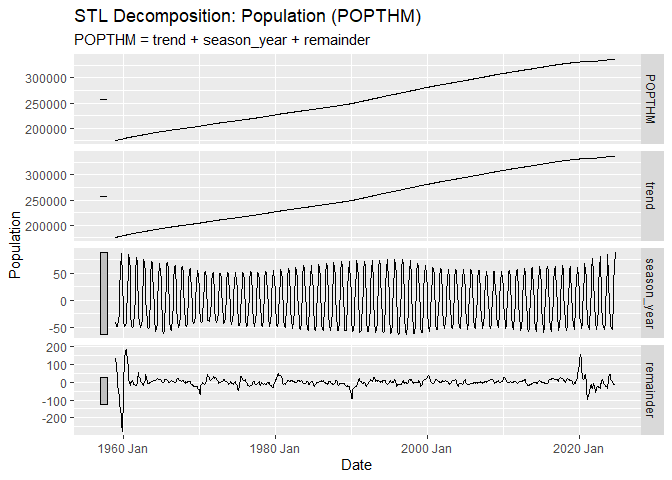 STL Decomposition: Population (POPTHM)
POPTHM = trend + season_year + remainder
300000
250000
200000
POPTHM
300000
250000
200000
trend
50
0
-50
season_year
200
100
0
-100
-200
remainder
Population
1960 Jan
1980 Jan
2000 Jan
2020 Jan
Date